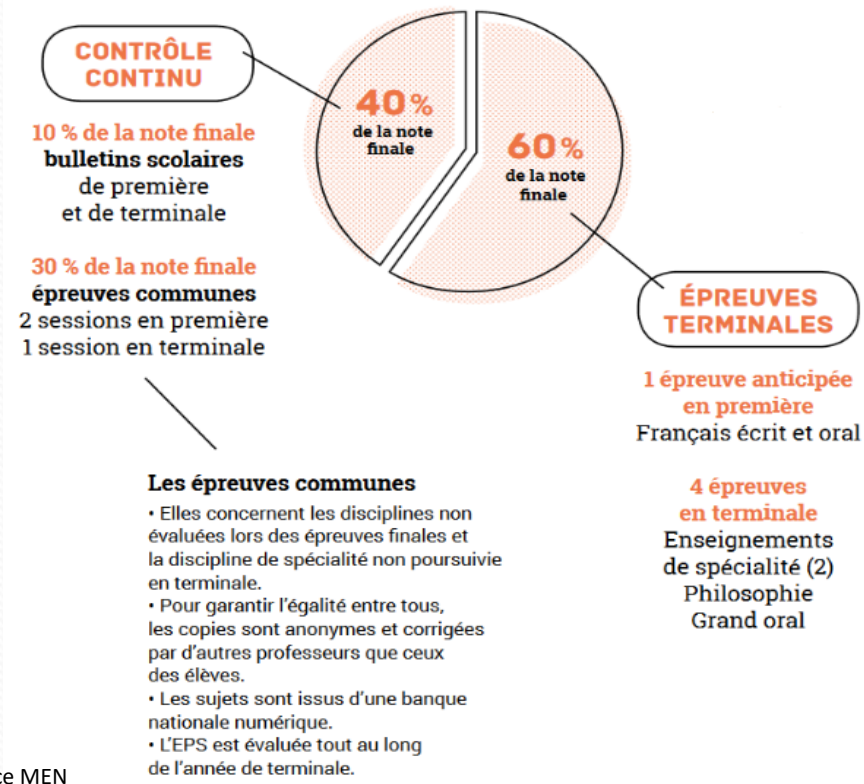 CONTRÔLE
CONTINU
10 % de la note finale
bulletins scolaires
de première
et de terminale
30 % de la note finale
épreuves communes
2 sessions en première
1 session en terminale
40%
de la note
finale
60%
de la note
finale
ÉPREUVES
TERMINALES
1 épreuve anticipée
en première
Français écrit et oral
4 épreuves
en terminale
Enseignements
de spécialité (2)
Philosophie
Grand oral
Les épreuves communes
• Elles concernent les disciplines non
évaluées lors des épreuves finales et
la discipline de spécialité non poursuivie
en terminale.
• Pour garantir l'égalité entre tous,
les copies sont anonymes et corrigées
par d'autres professeurs que ceux
des élèves.
• Les sujets sont issus d'une banque
nationale numérique.
• L'EPS est évaluée tout au long
de l'année de terminale.
ce MEN